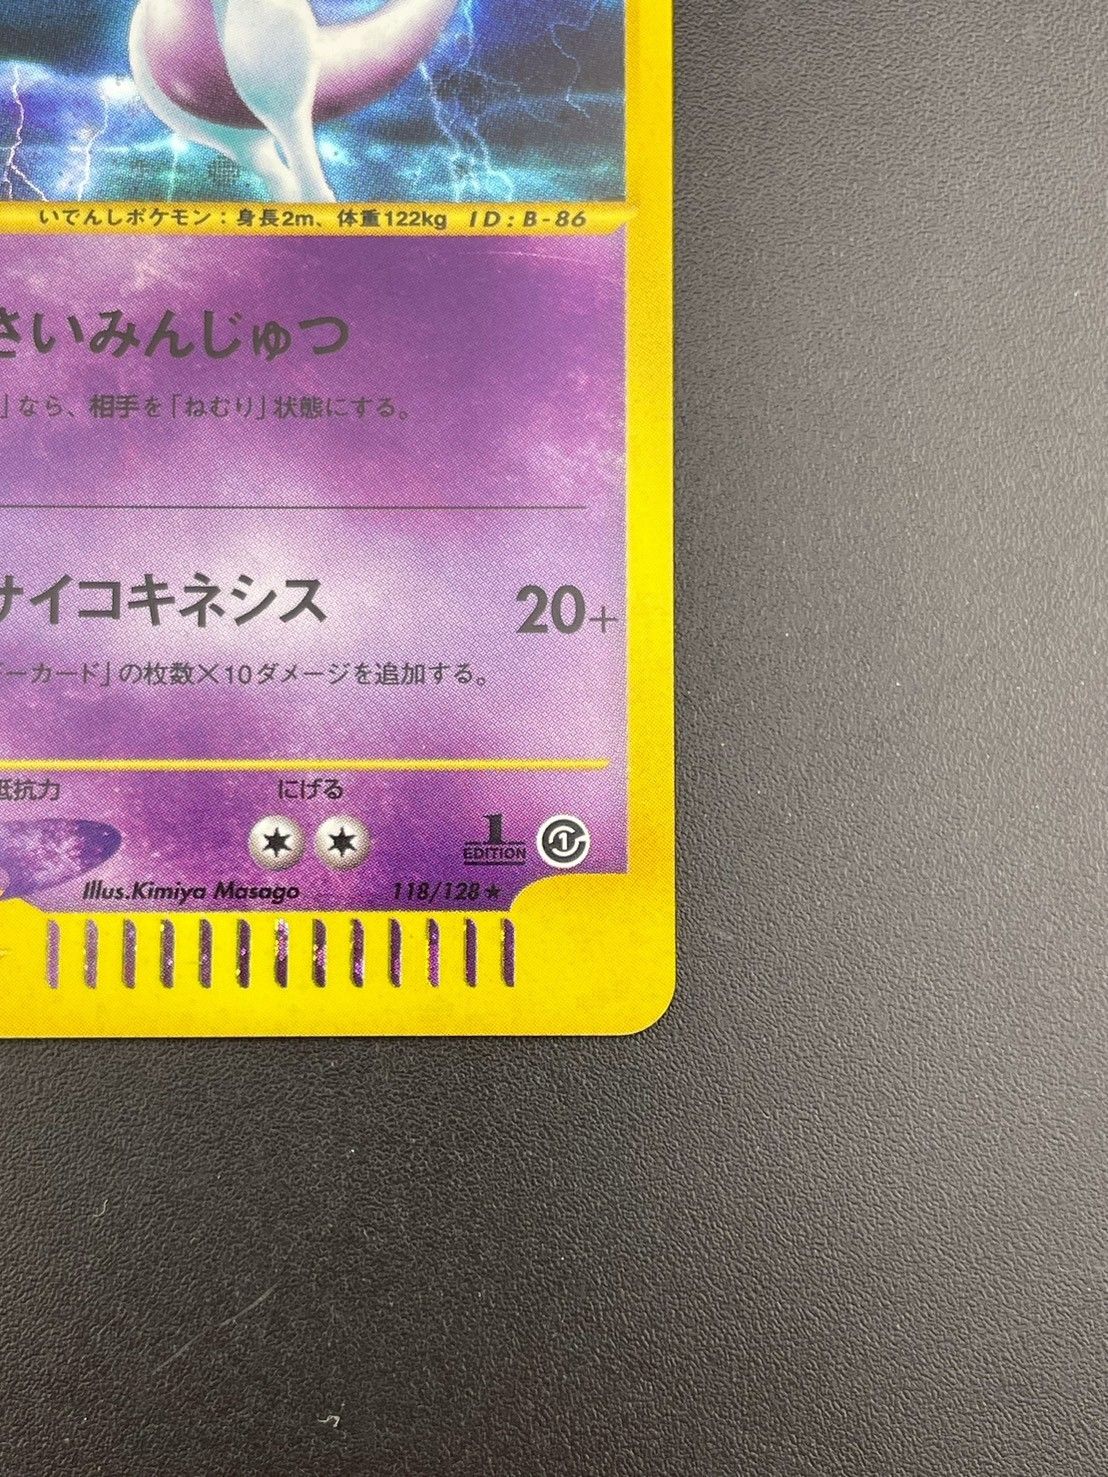 いでんしポケモン：身長2m、体重122kg ID:B-86
さいみんじゅつ
」なら、相手を「ねむり」状態にする。
サイコキネシス 20+
ーカード」の枚数×10ダメージを追加する。
抵抗力 にげる
1
EDITION
Illus.Kimiya Masago 118/128★